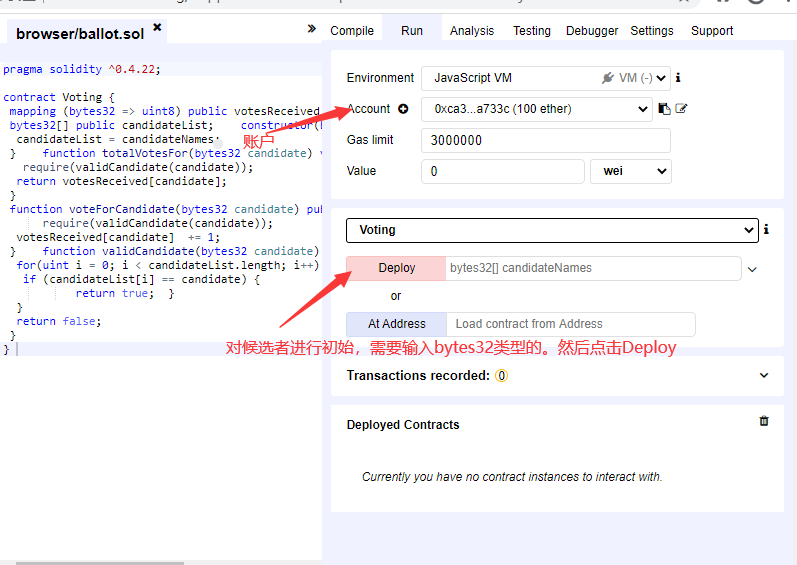 browser/ballot.sol
Compile Run Analysis Testing Debugger Settings Support
pragma solidity ^0.4.22;
contract Voting {
mapping (bytes32 => uint8) public votesReceived
bytes32[] public candidateList; constructor(
candidateList = candidateNames;
} function totalVotesFor(bytes32 candidate)
require(validCandidate(candidate));
return votesReceived[candidate];
}
function voteForCandidate(bytes32 candidate)
require(validCandidate(candidate));
votesReceived[candidate] += 1;
} function validCandidate(bytes32 candidate)
for(uint i = 0; i < candidateList.length; i++)
if (candidateList[i] == candidate) {
return true; }
}
return false;
}
}
账户
Environment JavaScript VM VM (-)
Account 0xca3...a733c (100 ether)
Gas limit 3000000
Value 0 wei
Voting
Deploy bytes32[] candidateNames
or
At Address Load contract from Address
对候选者进行初始，需要输入bytes32类型的。然后点击Deploy
Transactions recorded: 0
Deployed Contracts
Currently you have no contract instances to interact with.